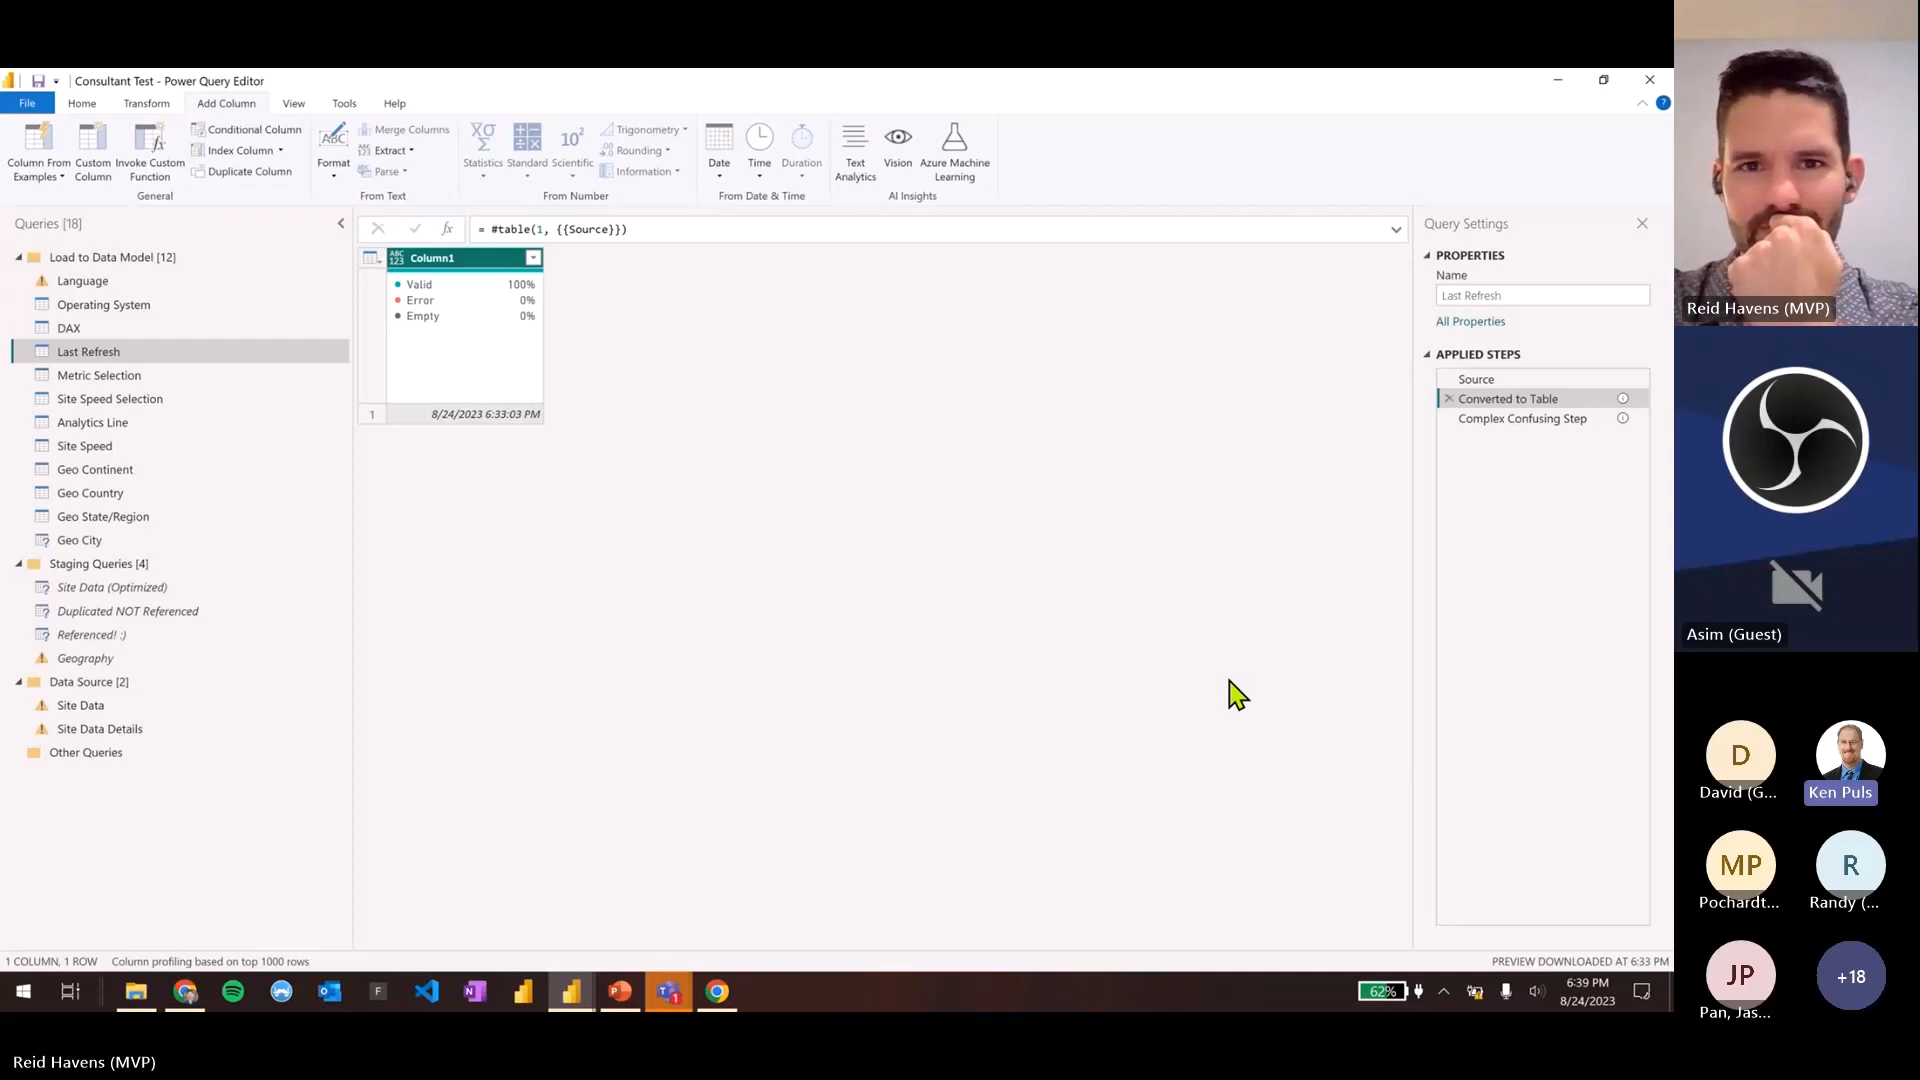 Consultant Test - Power Query Editor
File Home Transform Add Column View Tools Help
?
Column From Examples
Custom Column
Invoke Custom Function
Conditional Column
Index Column
Duplicate Column
General
ABC
Format
Merge Columns
Extract
Parse
From Text
XO Σ
Statistics
Standard
10²
Scientific
Trigonometry
Rounding
Information
From Number
Date
Time
Duration
From Date & Time
Text Analytics
Vision
Azure Machine Learning
AI Insights
Queries [18]
Load to Data Model [12]
Language
Operating System
DAX
Last Refresh
Metric Selection
Site Speed Selection
Analytics Line
Site Speed
Geo Continent
Geo Country
Geo State/Region
Geo City
Staging Queries [4]
Site Data (Optimized)
Duplicated NOT Referenced
Referenced! :)
Geography
Data Source [2]
Site Data
Site Data Details
Other Queries
fx
= #table(1, {{Source}})
ABC 123 Column1
Valid 100%
Error 0%
Empty 0%
1 8/24/2023 6:33:03 PM
Query Settings
PROPERTIES
Name
Last Refresh
All Properties
APPLIED STEPS
Source
Converted to Table
Complex Confusing Step
1 COLUMN, 1 ROW Column profiling based on top 1000 rows
PREVIEW DOWNLOADED AT 6:33 PM
62%
6:39 PM
8/24/2023
Reid Havens (MVP)
Asim (Guest)
D
David (G...
Ken Puls
MP
Pochardt...
R
Randy (...
JP
Pan, Jas...
+18
Reid Havens (MVP)